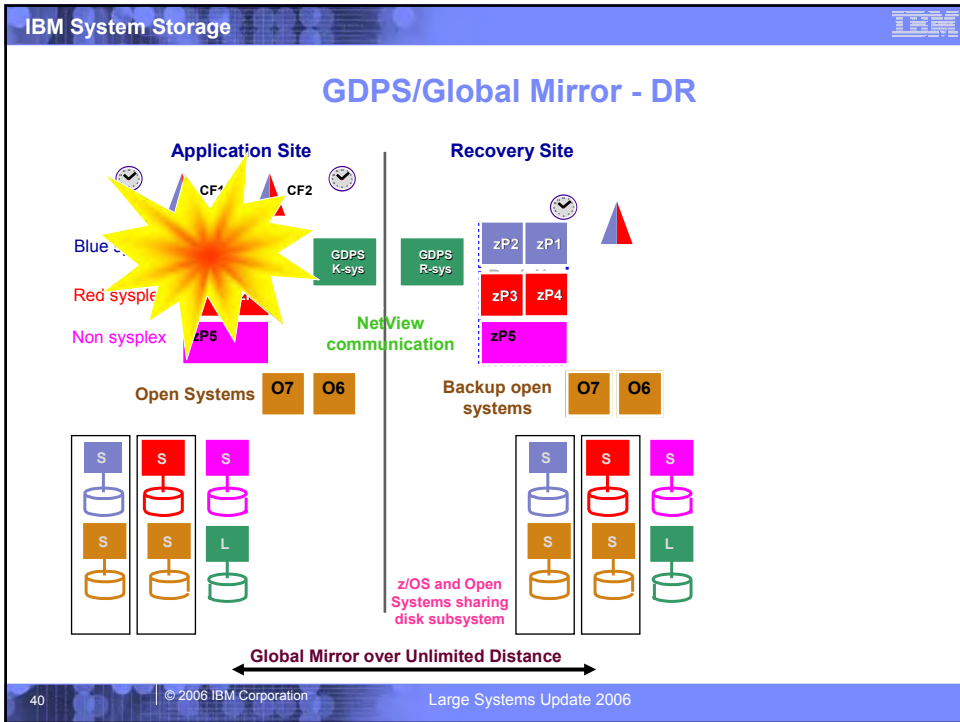 IBM System Storage
IBM
GDPS/Global Mirror - DR
Application Site
Recovery Site
CF1
CF2
Blue
GDPS
K-sys
GDPS
R-sys
zP2
zP1
Red sysplex
zP3
zP4
NetView
communication
Non sysplex
zP5
zP5
Open Systems
O7
O6
Backup open
systems
O7
O6
S
S
S
S
S
S
S
S
L
S
S
L
z/OS and Open
Systems sharing
disk subsystem
Global Mirror over Unlimited Distance
40
© 2006 IBM Corporation
Large Systems Update 2006